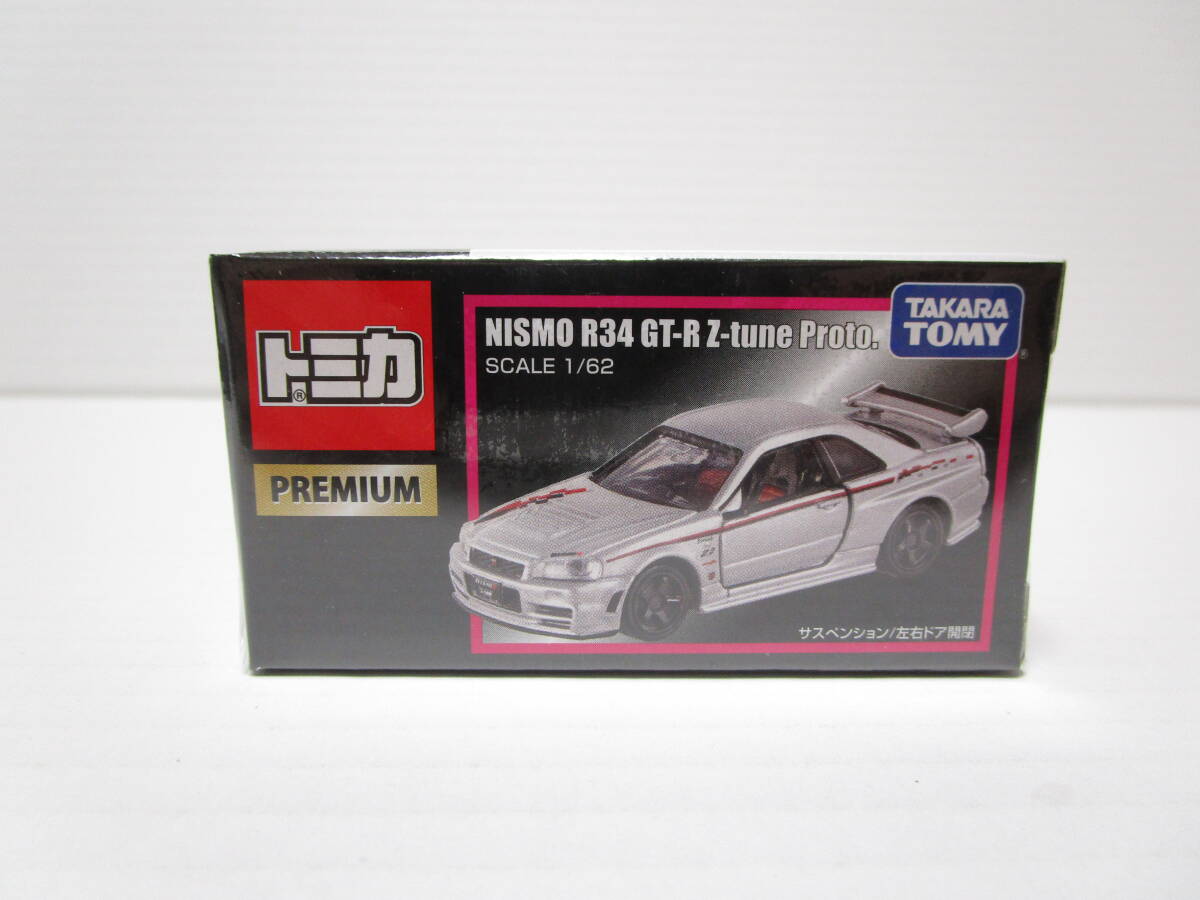 トミカ®
PREMIUM
NISMO R34 GT-R Z-tune Proto.
SCALE 1/62
TAKARA
TOMY®
サスペンション/左右ドア開閉